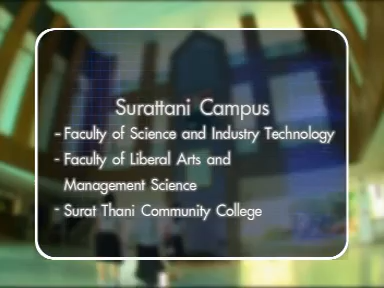 Surattani Campus
- Faculty of Science and Industry Technology
- Faculty of Liberal Arts and
Management Science
- Surat Thani Community College